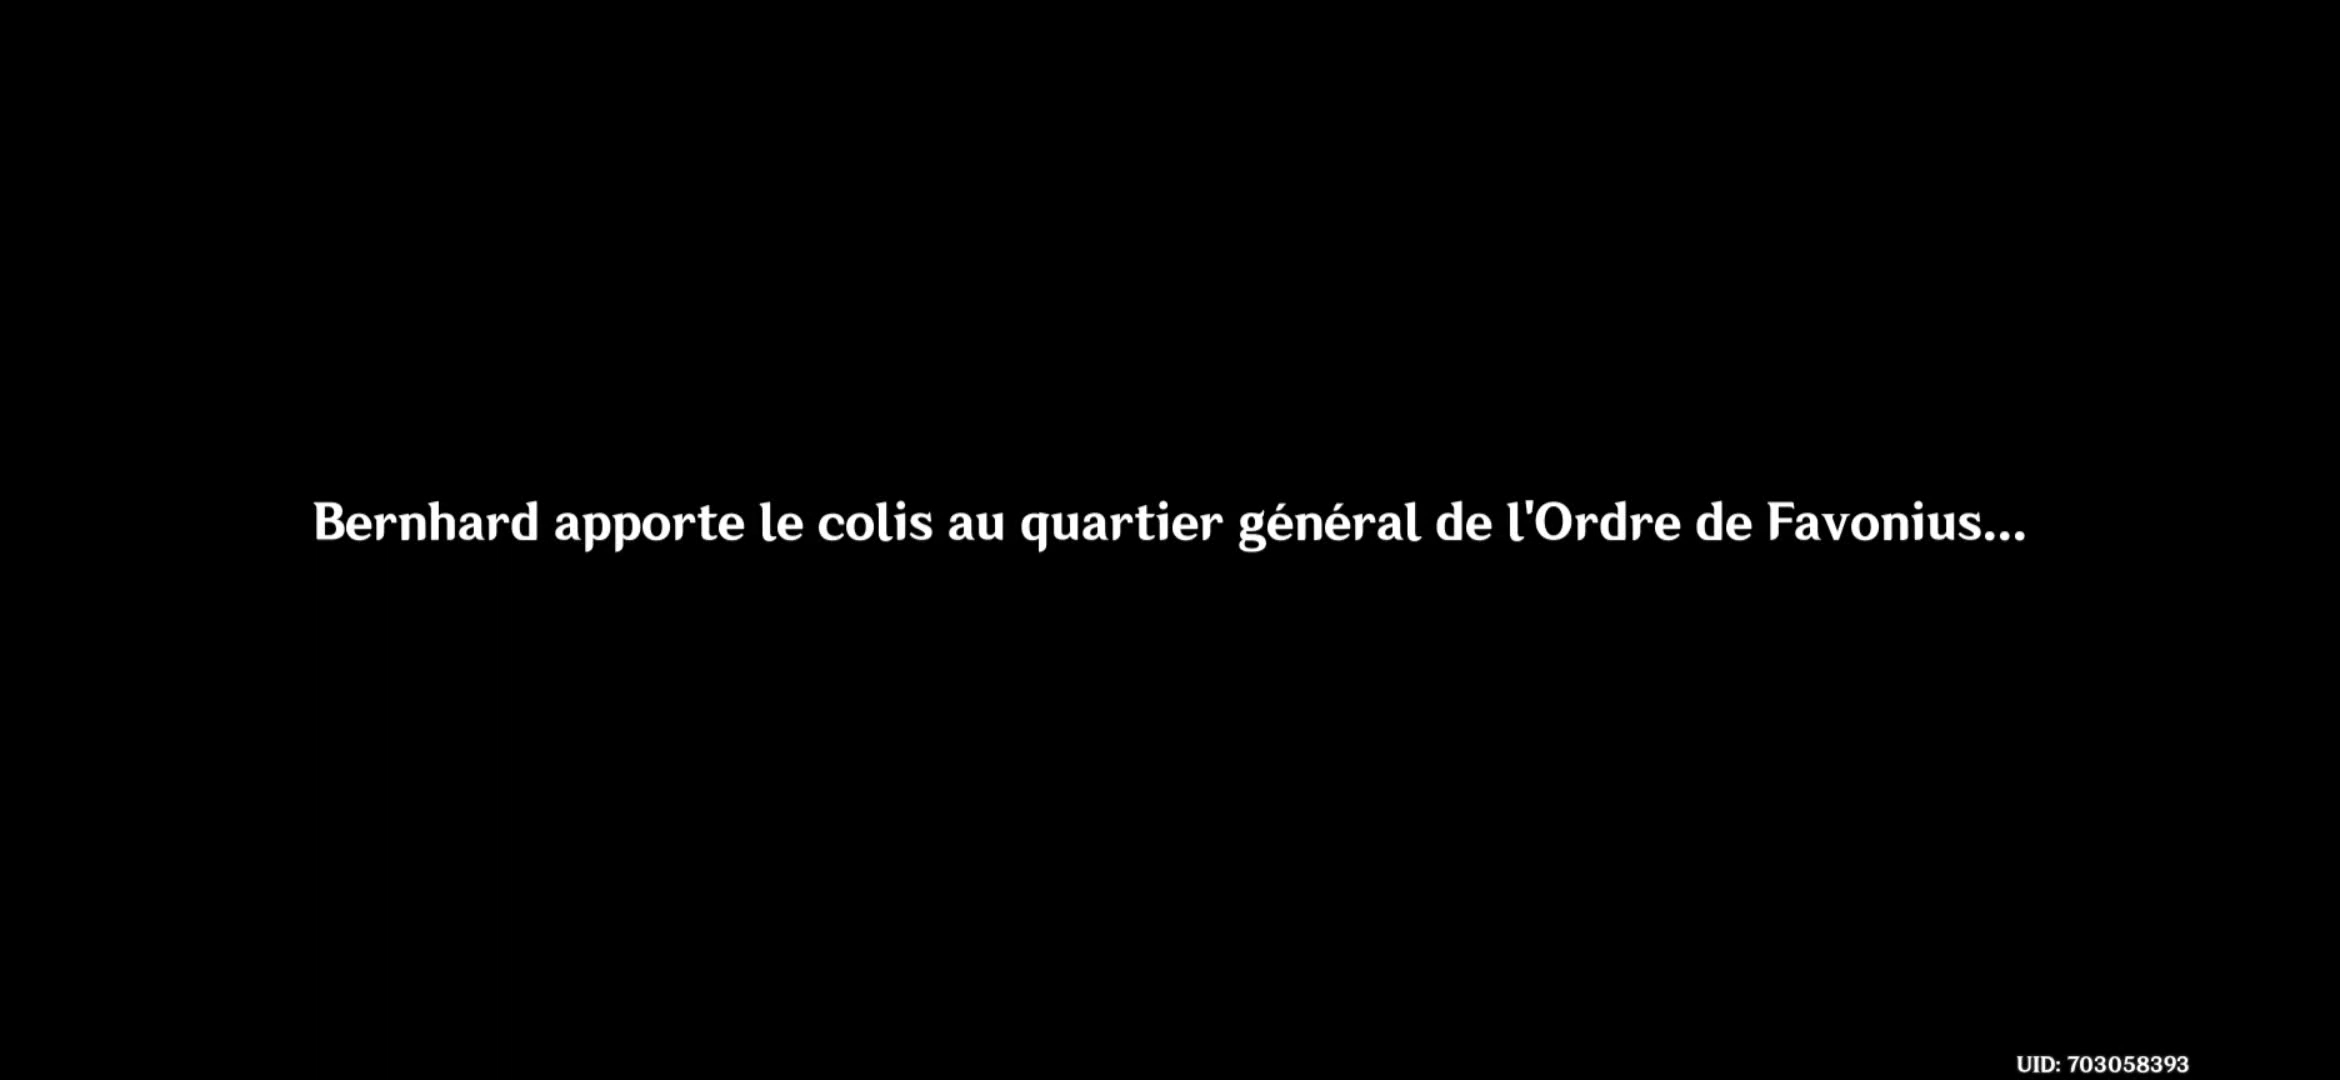 Bernhard apporte le colis au quartier général de l'Ordre de Favonius...
UID: 703058393